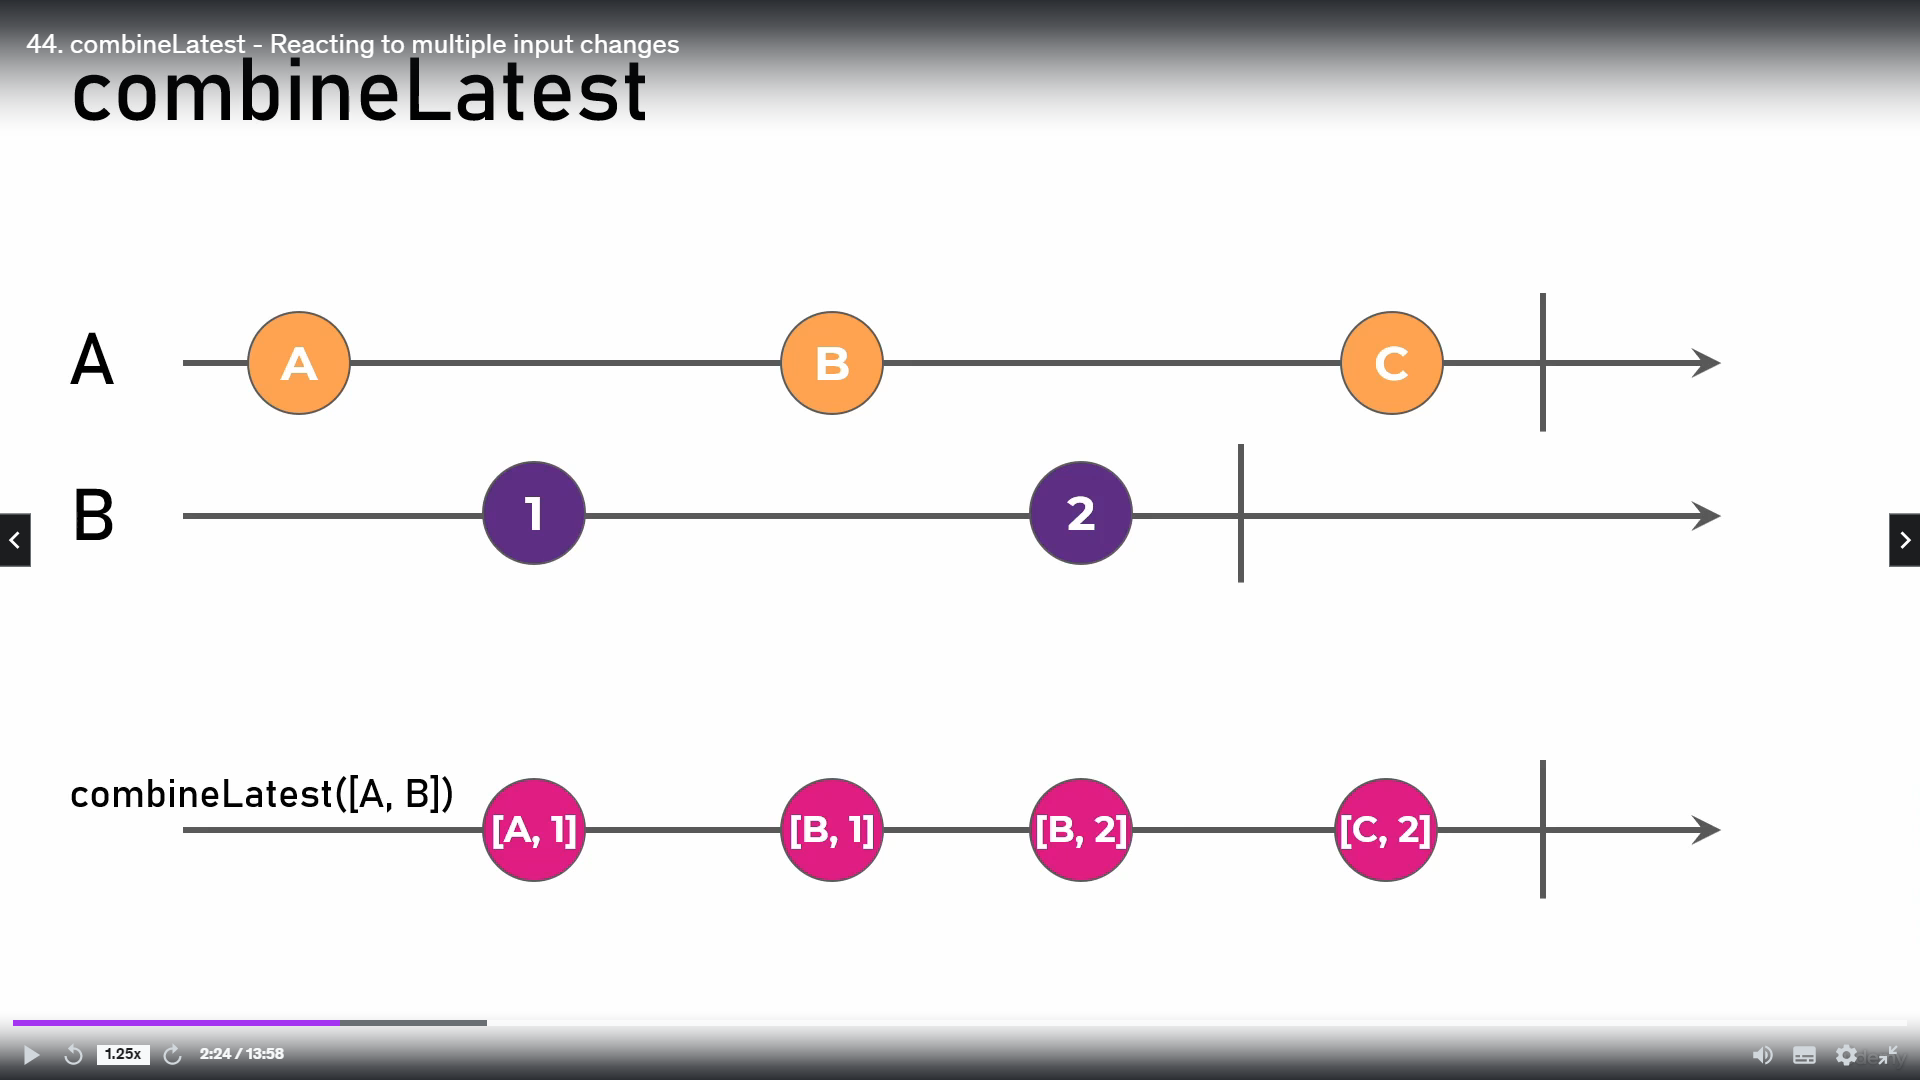 44. combineLatest - Reacting to multiple input changes
combineLatest
A
A
B
C
B
1
2
combineLatest([A, B])
[A, 1]
[B, 1]
[B, 2]
[C, 2]
1.25x
2:24 / 13:58